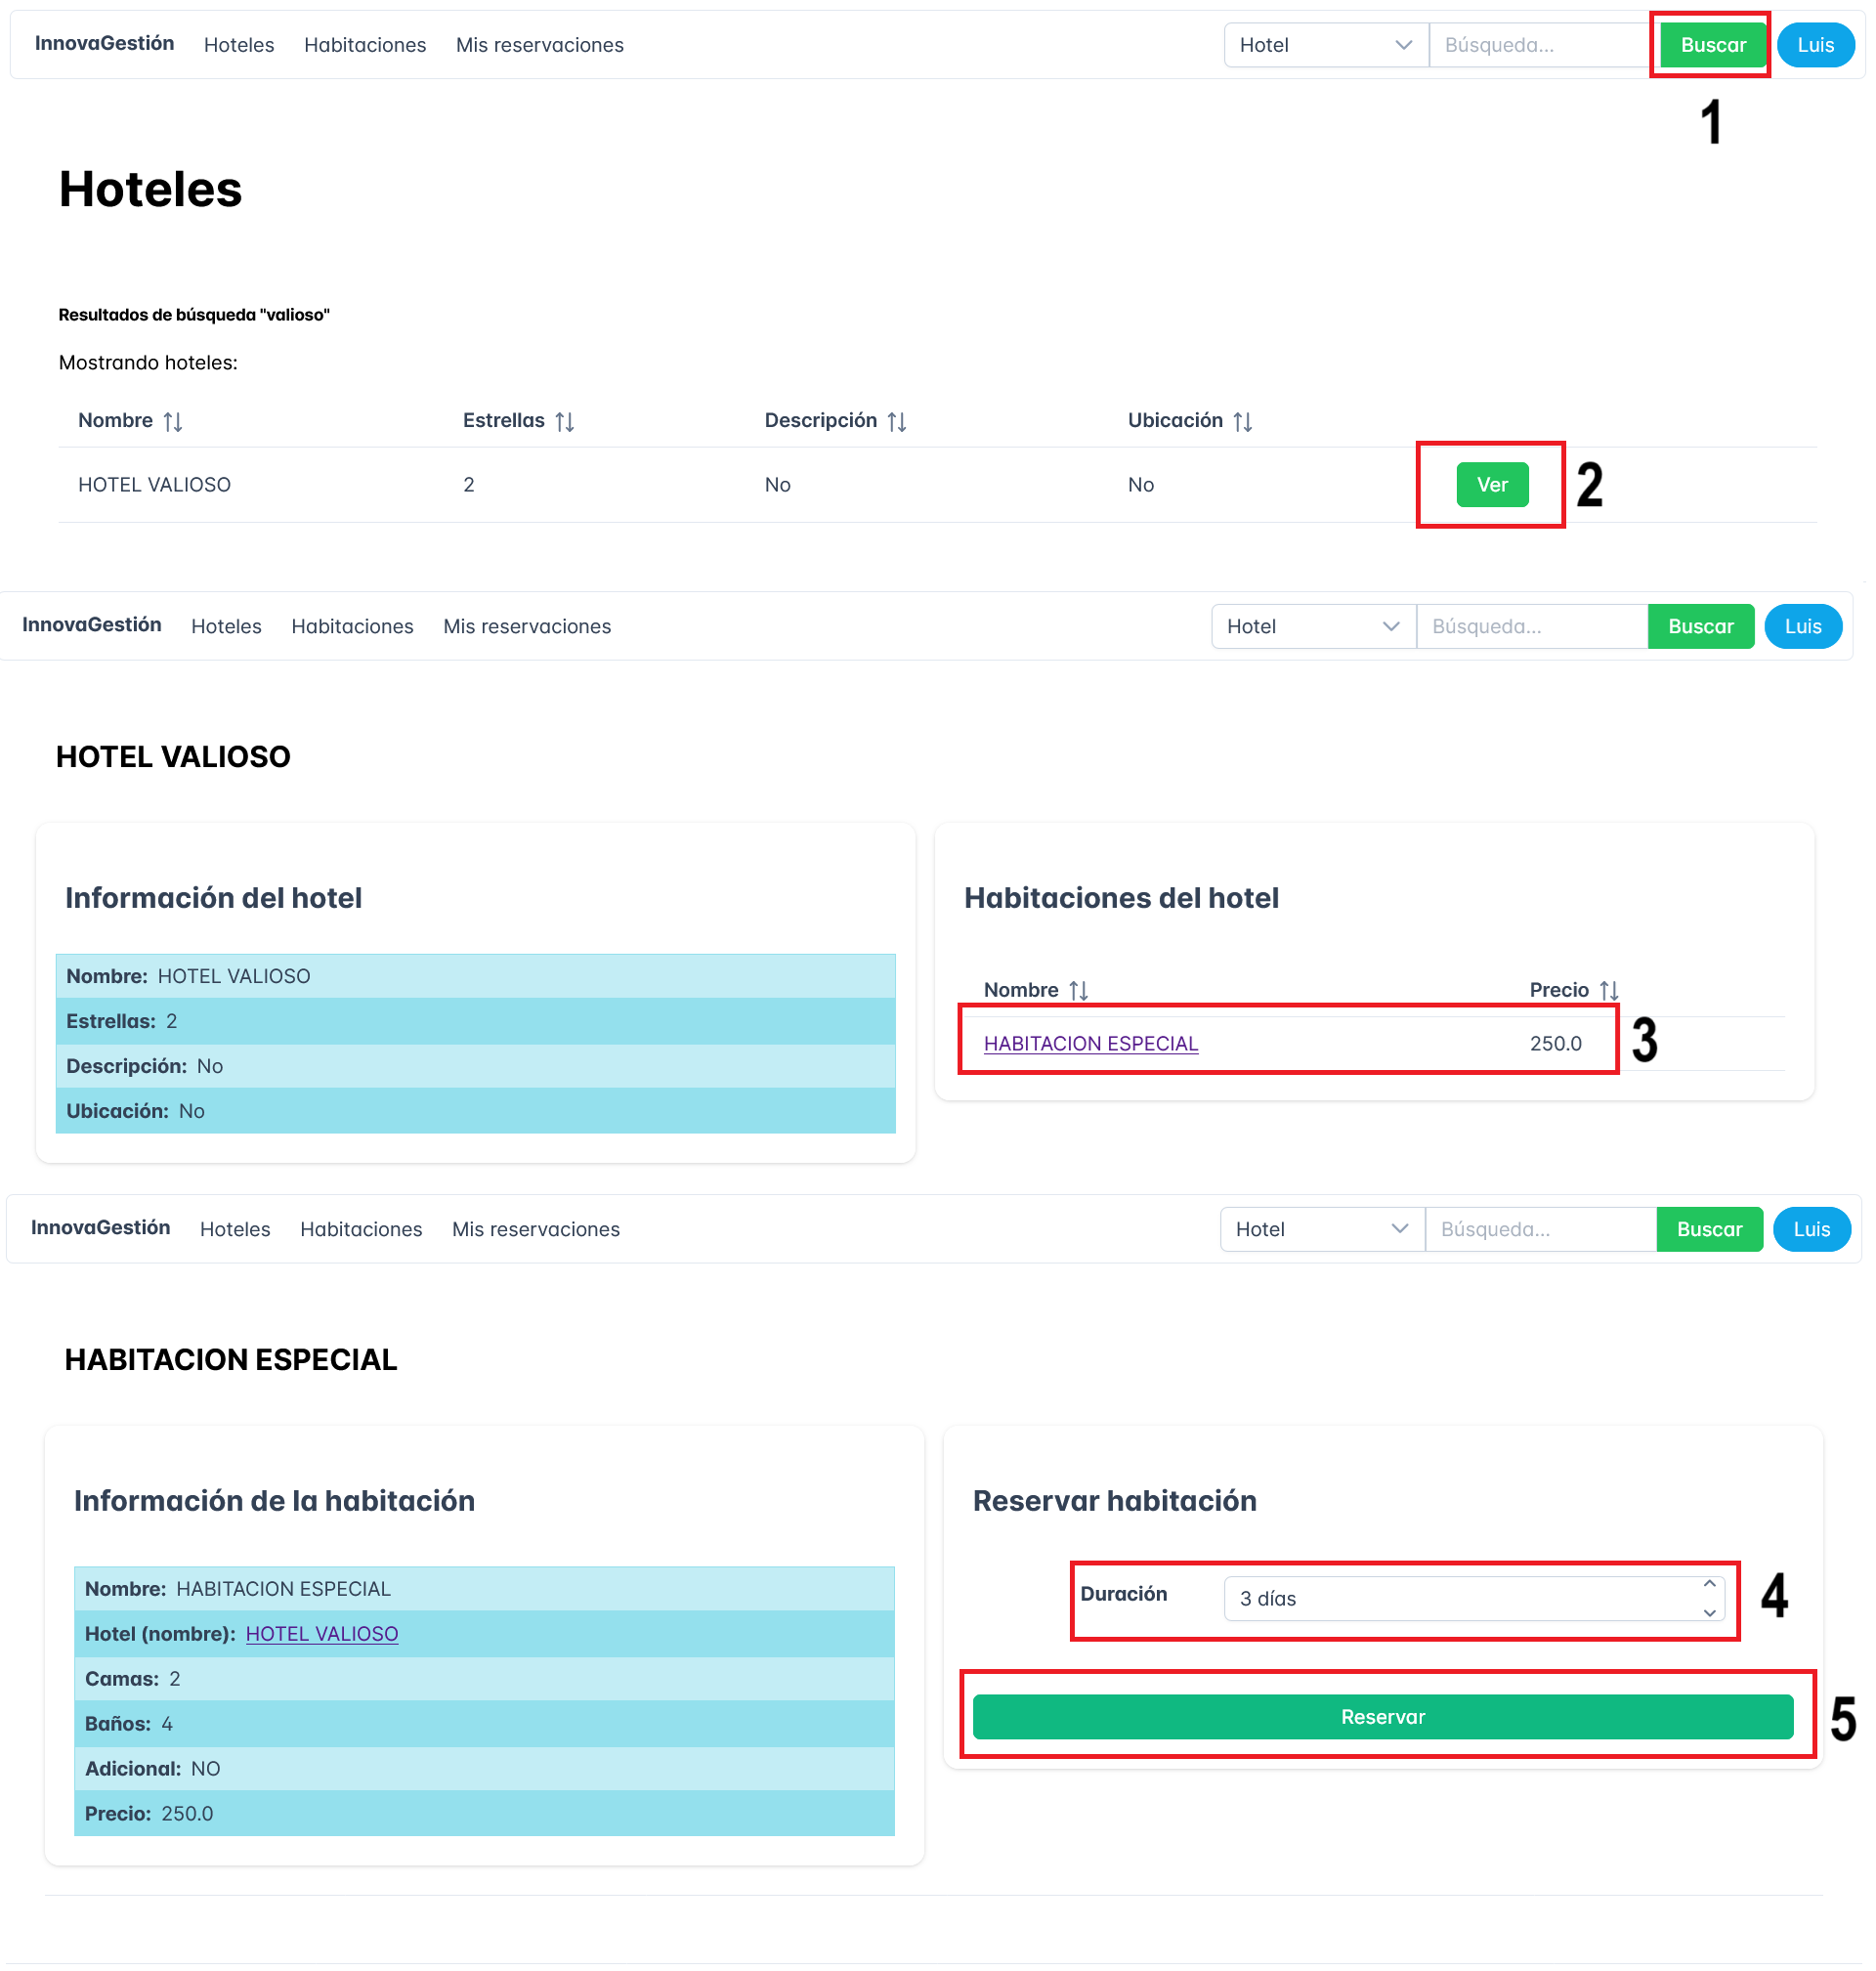 InnovaGestión Hoteles Habitaciones Mis reservaciones Hotel Búsqueda... Buscar Luis
1
Hoteles
Resultados de búsqueda "valioso"
Mostrando hoteles:
Nombre Estrellas Descripción Ubicación
HOTEL VALIOSO 2 No No Ver 2
InnovaGestión Hoteles Habitaciones Mis reservaciones Hotel Búsqueda... Buscar Luis
HOTEL VALIOSO
Información del hotel
Nombre: HOTEL VALIOSO
Estrellas: 2
Descripción: No
Ubicación: No
Habitaciones del hotel
Nombre Precio
HABITACION ESPECIAL 250.0 3
InnovaGestión Hoteles Habitaciones Mis reservaciones Hotel Búsqueda... Buscar Luis
HABITACION ESPECIAL
Información de la habitación
Nombre: HABITACION ESPECIAL
Hotel (nombre): HOTEL VALIOSO
Camas: 2
Baños: 4
Adicional: NO
Precio: 250.0
Reservar habitación
Duración 3 días 4
Reservar 5